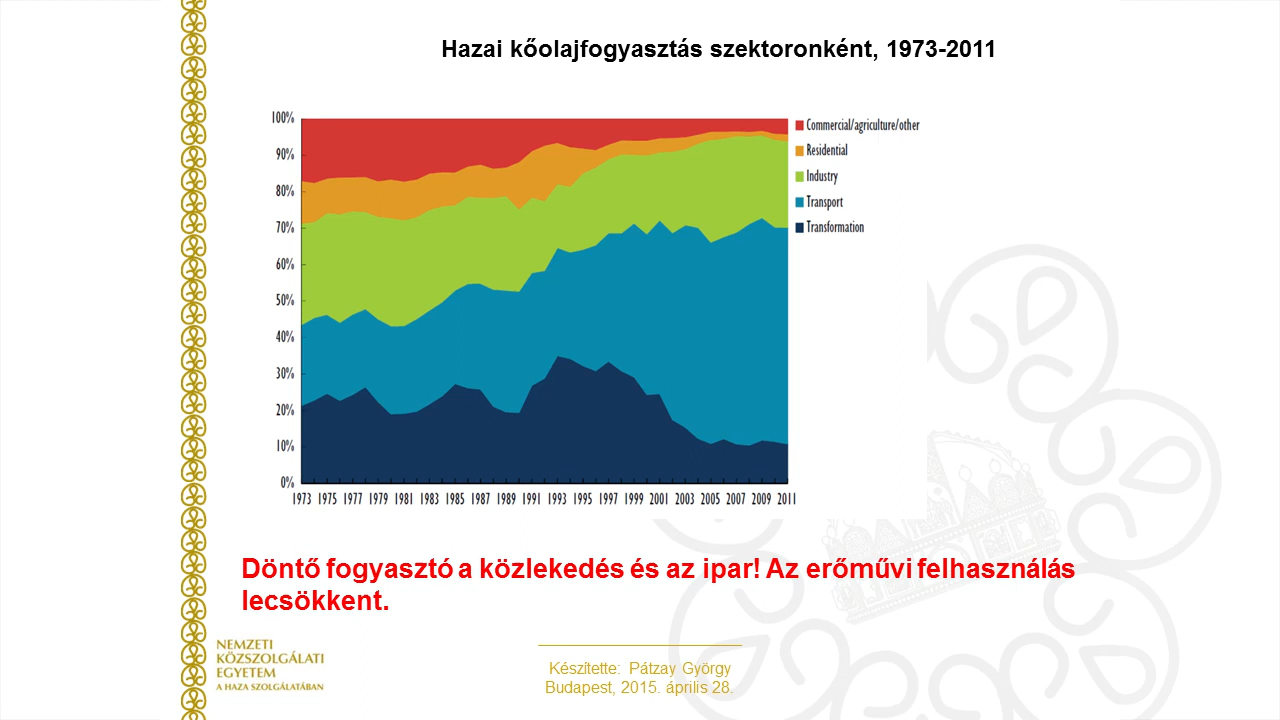 Hazai kőolajfogyasztás szektoronként, 1973-2011
100%
90%
80%
70%
60%
50%
40%
30%
20%
10%
0%
1973 1975 1977 1979 1981 1983 1985 1987 1989 1991 1993 1995 1997 1999 2001 2003 2005 2007 2009 2011
Commercial/agriculture/other
Residential
Industry
Transport
Transformation
Döntő fogyasztó a közlekedés és az ipar! Az erőművi felhasználás
lecsökkent.
NEMZETI
KÖZSZOLGÁLATI
EGYETEM
A HAZA SZOLGÁLATÁBAN
Készítette: Pátzay György
Budapest, 2015. április 28.